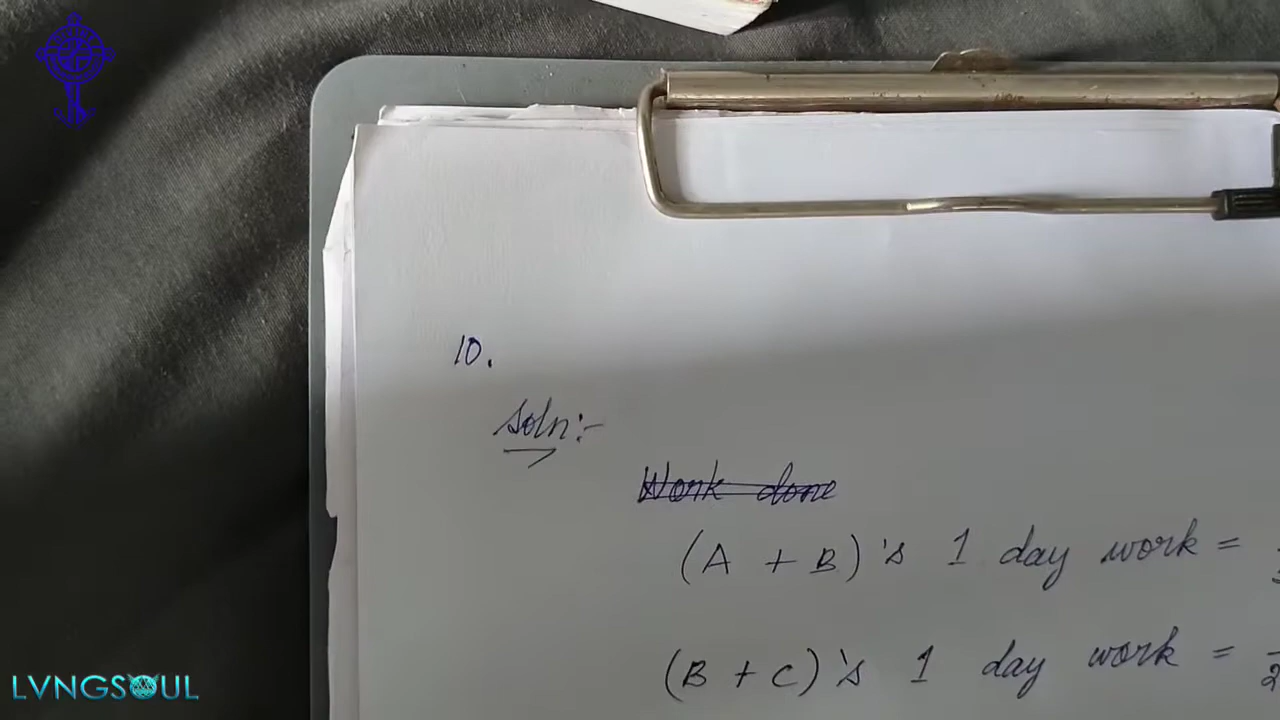 10.
Soln:-
Work done
(A + B)'s 1 day work =
(B + C)'s 1 day work =
LVNGSOUL